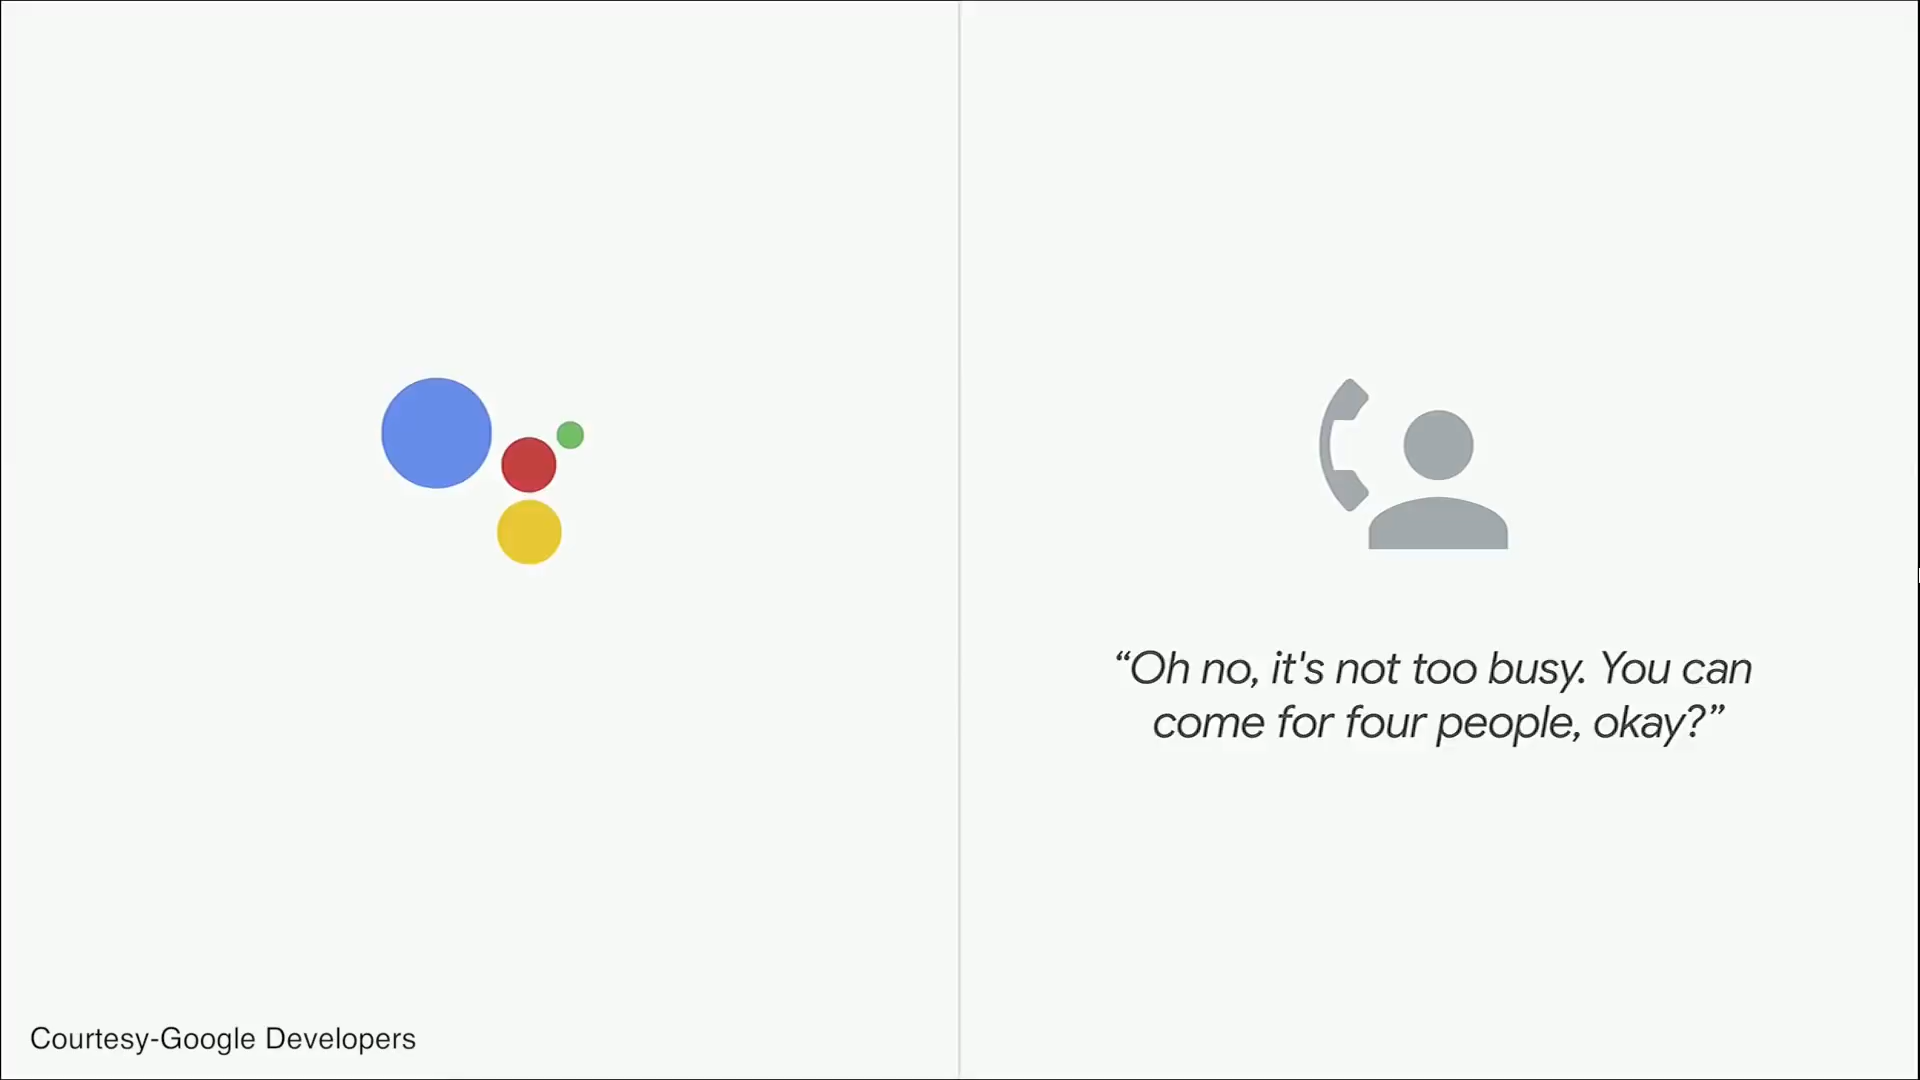 “Oh no, it's not too busy. You can
come for four people, okay?”
Courtesy-Google Developers